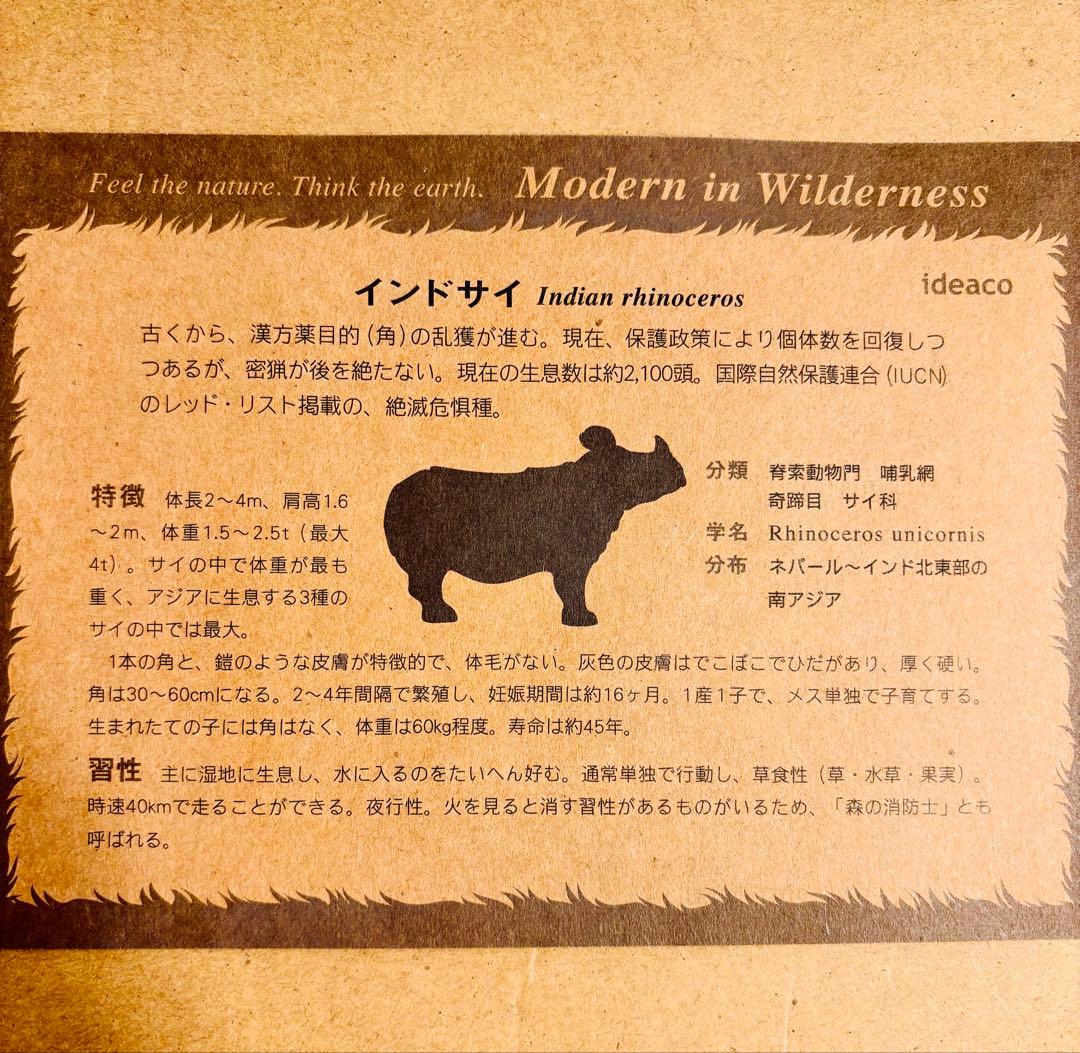 Feel the nature. Think the earth. Modern in Wilderness
ideaco
インドサイ Indian rhinoceros
古くから、漢方薬目的(角)の乱獲が進む。現在、保護政策により個体数を回復しつ
つあるが、密猟が後を絶たない。現在の生息数は約2,100頭。国際自然保護連合(IUCN)
のレッド・リスト掲載の、絶滅危惧種。
特徴 体長2〜4m、肩高1.6
〜2m、体重1.5〜2.5t(最大
4t)。サイの中で体重が最も
重く、アジアに生息する3種の
サイの中では最大。
分類 脊索動物門 哺乳網
奇蹄目 サイ科
学名 Rhinoceros unicornis
分布 ネパール〜インド北東部の
南アジア
1本の角と、鎧のような皮膚が特徴的で、体毛がない。灰色の皮膚はでこぼこでひだがあり、厚く硬い。
角は30〜60cmになる。2〜4年間隔で繁殖し、妊娠期間は約16ヶ月。1産1子で、メス単独で子育てする。
生まれたての子には角はなく、体重は60kg程度。寿命は約45年。
習性 主に湿地に生息し、水に入るのをたいへん好む。通常単独で行動し、草食性(草・水草・果実)。
時速40kmで走ることができる。夜行性。火を見ると消す習性があるものがいるため、「森の消防士」とも
呼ばれる。